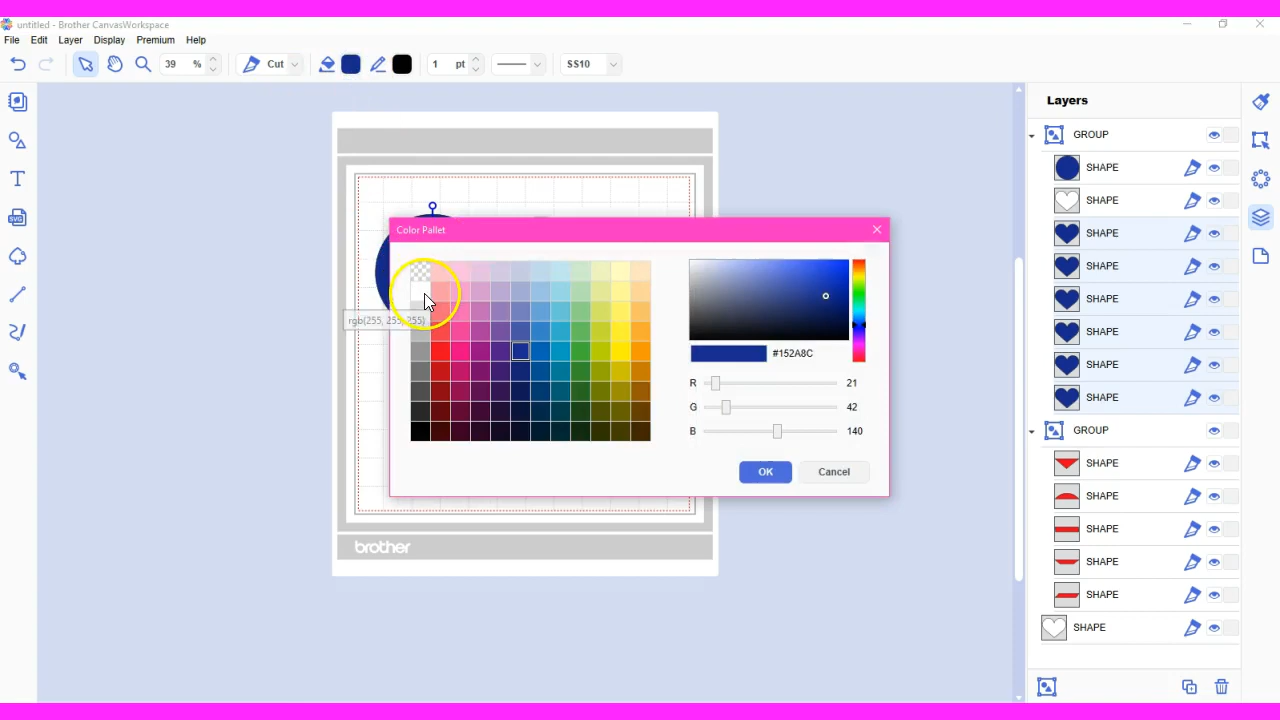 untitled - Brother CanvasWorkspace
File Edit Layer Display Premium Help
39 % Cut 1 pt SS10
T
SVG
Layers
GROUP
SHAPE
SHAPE
SHAPE
SHAPE
SHAPE
SHAPE
SHAPE
SHAPE
GROUP
SHAPE
SHAPE
SHAPE
SHAPE
SHAPE
SHAPE
Color Pallet
rgb(255, 255, 255)
#152A8C
R 21
G 42
B 140
OK Cancel
brother